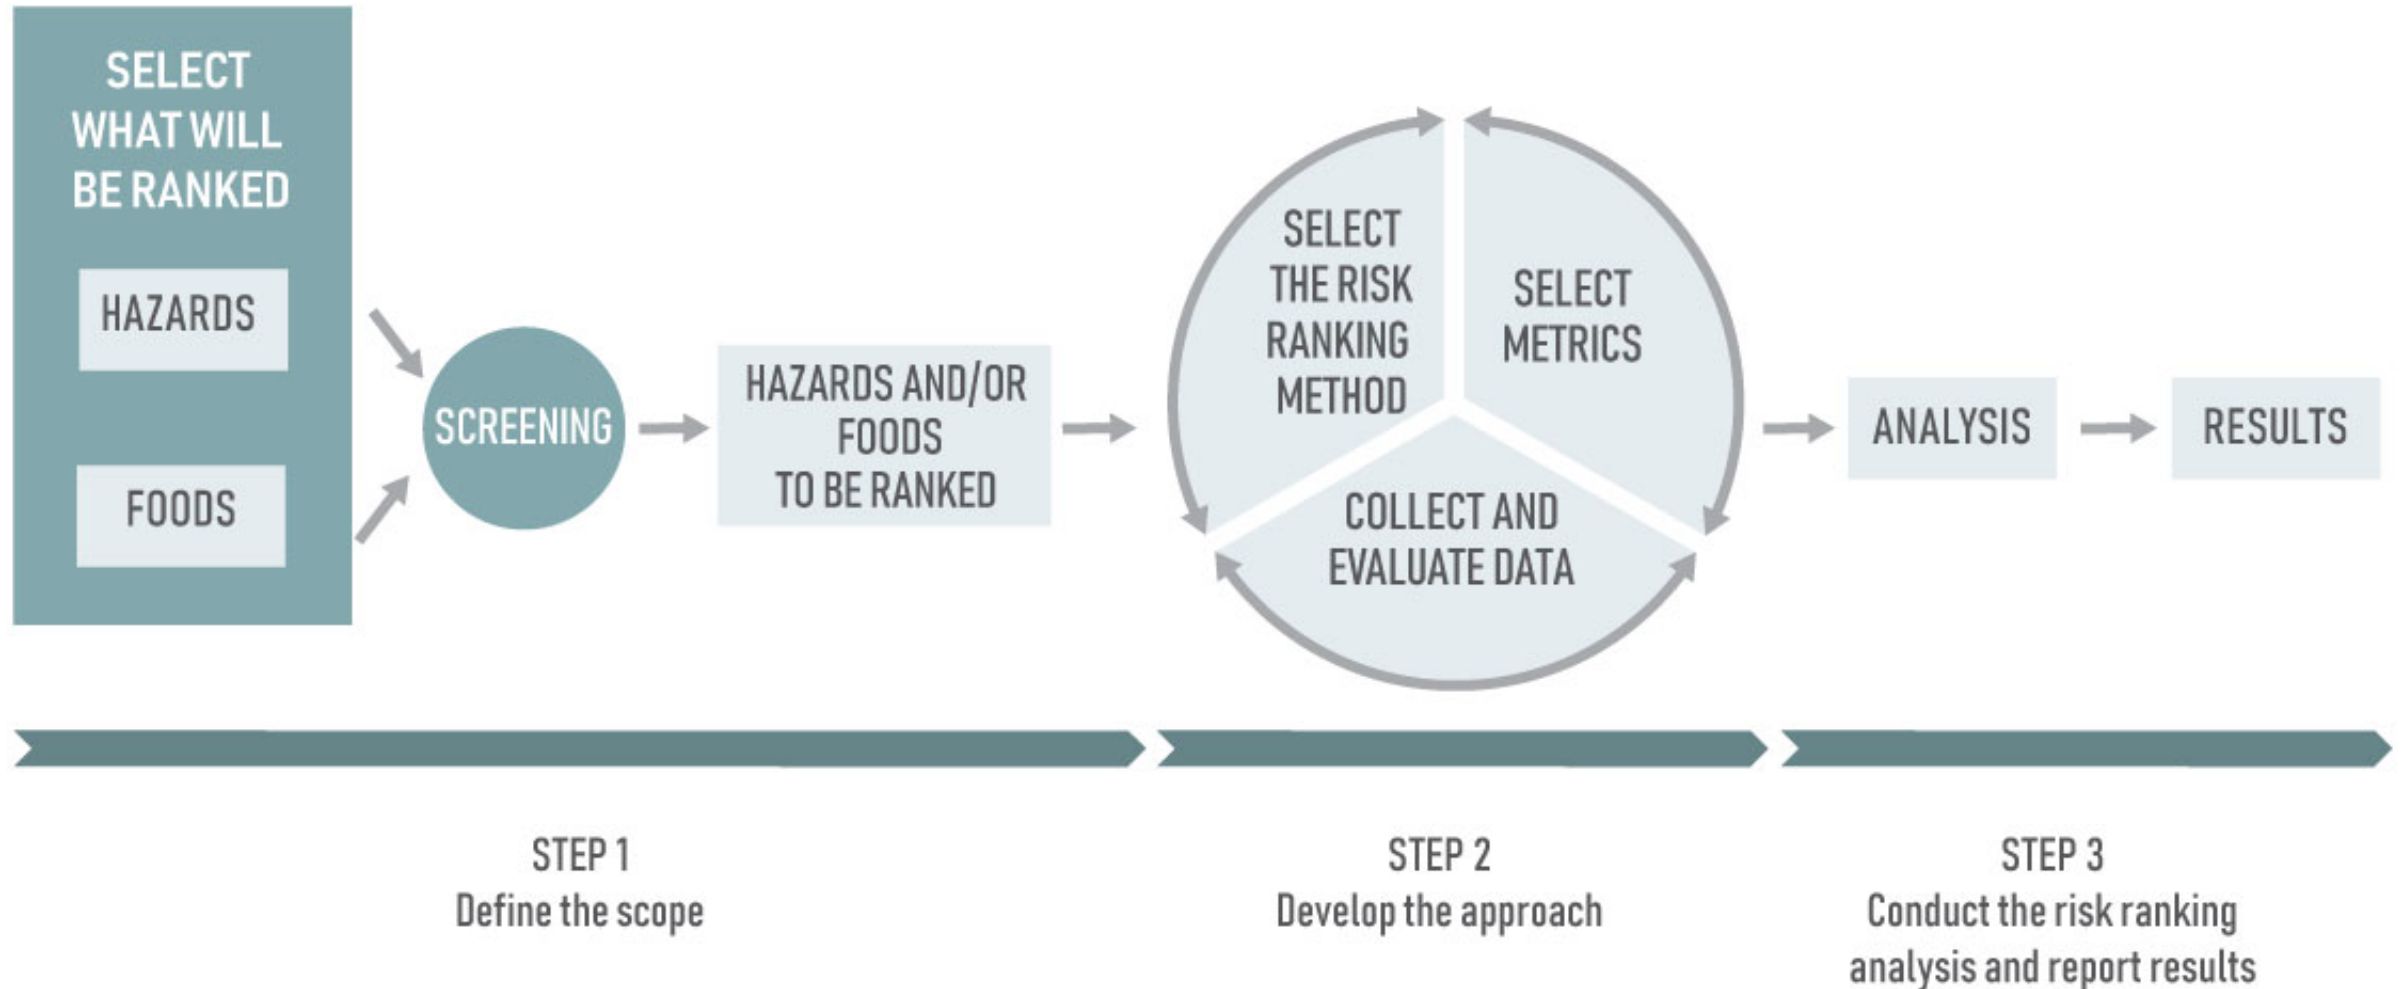 SELECT
WHAT WILL
BE RANKED
HAZARDS
FOODS
SCREENING
HAZARDS AND/OR
FOODS
TO BE RANKED
SELECT
THE RISK
RANKING
METHOD
SELECT
METRICS
COLLECT AND
EVALUATE DATA
ANALYSIS
RESULTS
STEP 1
Define the scope
STEP 2
Develop the approach
STEP 3
Conduct the risk ranking
analysis and report results